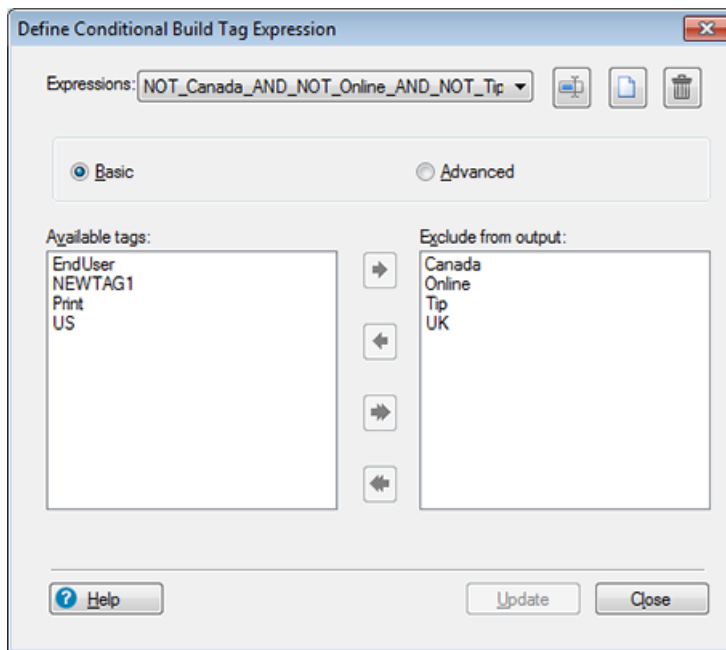 Define Conditional Build Tag Expression
Expressions: NOT_Canada_AND_NOT_Online_AND_NOT_Tip
Basic
Advanced
Available tags:
EndUser
NEWTAG1
Print
US
Exclude from output:
Canada
Online
Tip
UK
? Help
Update
Close